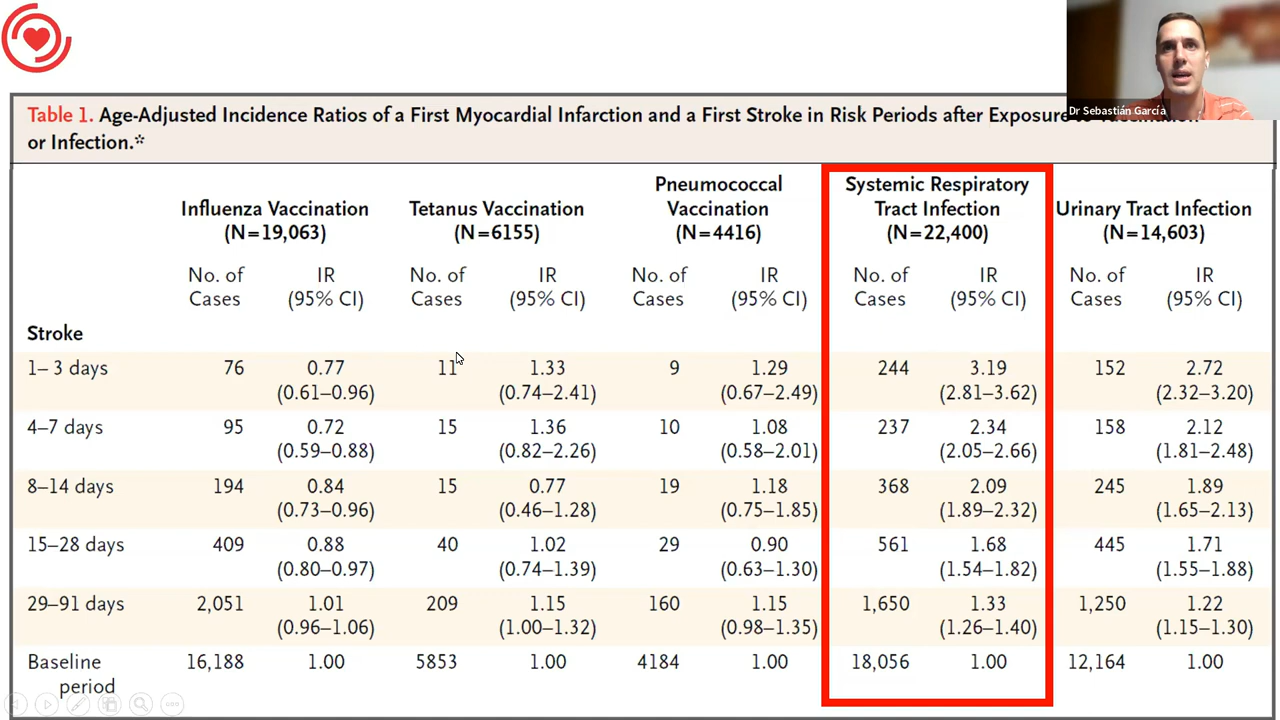 Dr Sebastián García
Table 1. Age-Adjusted Incidence Ratios of a First Myocardial Infarction and a First Stroke in Risk Periods after Exposure
or Infection.*
Influenza Vaccination (N=19,063) Tetanus Vaccination (N=6155) Pneumococcal Vaccination (N=4416) Systemic Respiratory Tract Infection (N=22,400) Urinary Tract Infection (N=14,603)
No. of Cases IR (95% CI) No. of Cases IR (95% CI) No. of Cases IR (95% CI) No. of Cases IR (95% CI) No. of Cases IR (95% CI)
Stroke
1–3 days 76 0.77 11 1.33 9 1.29 244 3.19 152 2.72
(0.61–0.96) (0.74–2.41) (0.67–2.49) (2.81–3.62) (2.32–3.20)
4–7 days 95 0.72 15 1.36 10 1.08 237 2.34 158 2.12
(0.59–0.88) (0.82–2.26) (0.58–2.01) (2.05–2.66) (1.81–2.48)
8–14 days 194 0.84 15 0.77 19 1.18 368 2.09 245 1.89
(0.73–0.96) (0.46–1.28) (0.75–1.85) (1.89–2.32) (1.65–2.13)
15–28 days 409 0.88 40 1.02 29 0.90 561 1.68 445 1.71
(0.80–0.97) (0.74–1.39) (0.63–1.30) (1.54–1.82) (1.55–1.88)
29–91 days 2,051 1.01 209 1.15 160 1.15 1,650 1.33 1,250 1.22
(0.96–1.06) (1.00–1.32) (0.98–1.35) (1.26–1.40) (1.15–1.30)
Baseline 16,188 1.00 5853 1.00 4184 1.00 18,056 1.00 12,164 1.00
period